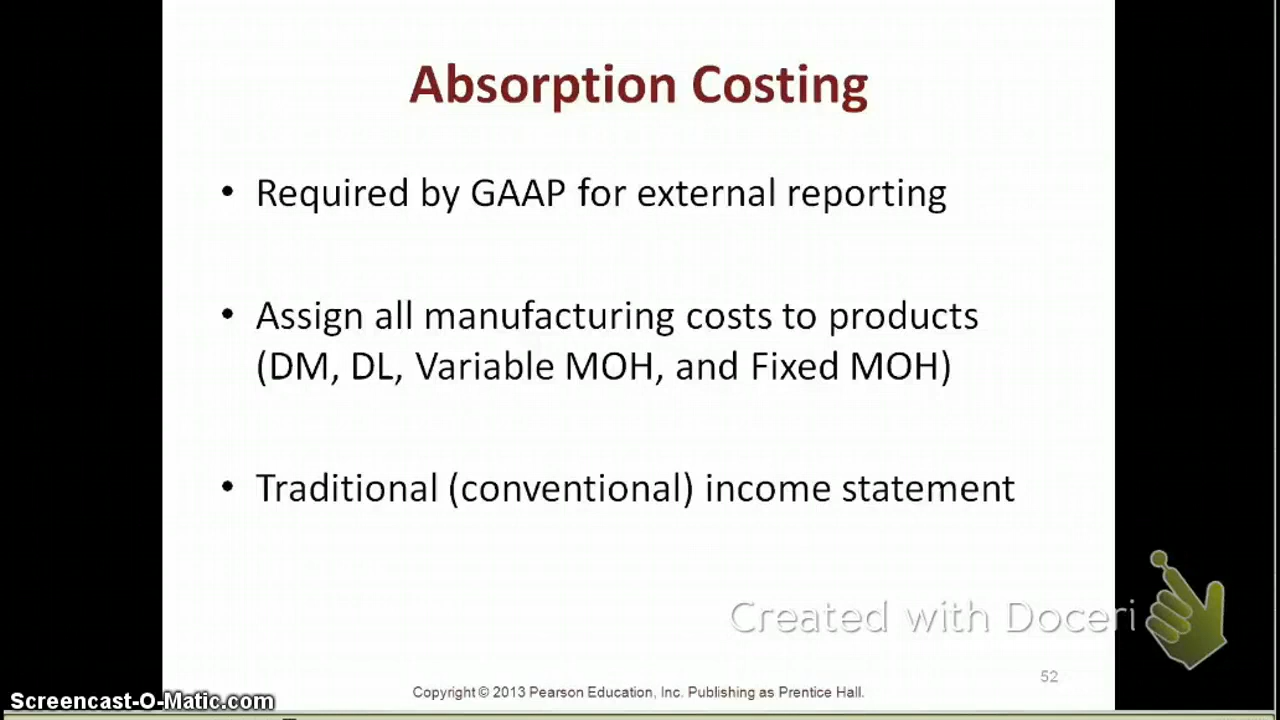 Absorption Costing
• Required by GAAP for external reporting
• Assign all manufacturing costs to products
(DM, DL, Variable MOH, and Fixed MOH)
• Traditional (conventional) income statement
Created with Doceri
52
Copyright © 2013 Pearson Education, Inc. Publishing as Prentice Hall.
Screencast-O-Matic.com